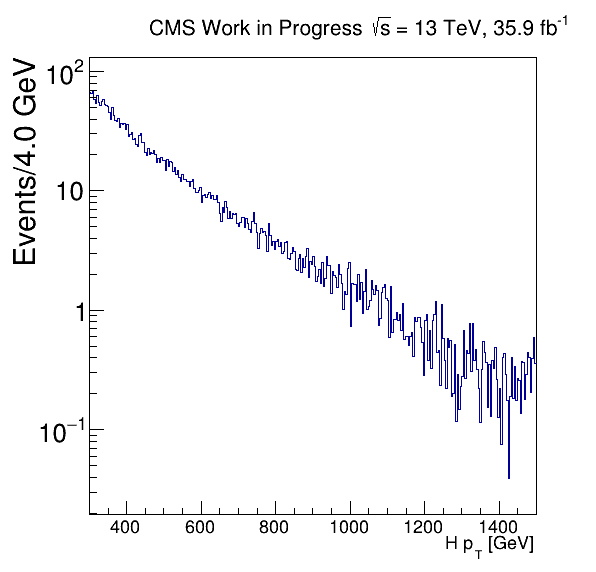 CMS Work in Progress √s = 13 TeV, 35.9 fb⁻¹
Events/4.0 GeV
10²
10
1
10⁻¹
400 600 800 1000 1200 1400
H p_T [GeV]